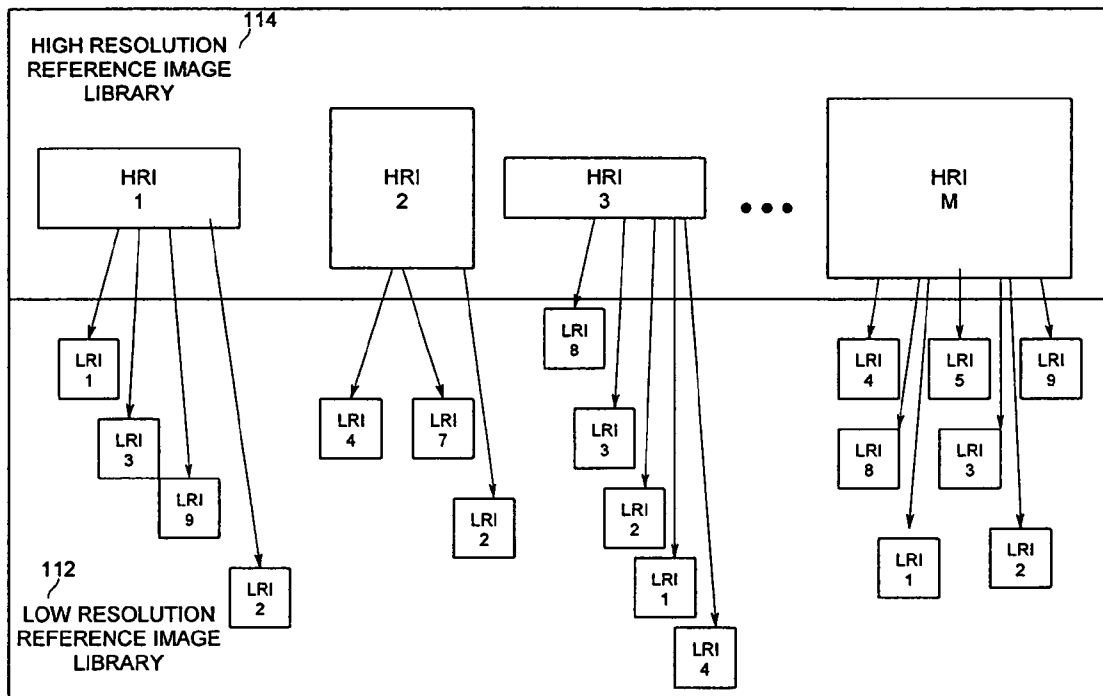 HIGH RESOLUTION
REFERENCE IMAGE
LIBRARY
114
HRI
1
HRI
2
HRI
3
HRI
M
LRI
1
LRI
3
LRI
9
LRI
2
LRI
4
LRI
7
LRI
2
LRI
8
LRI
3
LRI
2
LRI
1
LRI
4
LRI
4
LRI
5
LRI
9
LRI
8
LRI
3
LRI
1
LRI
2
112
LOW RESOLUTION
REFERENCE IMAGE
LIBRARY